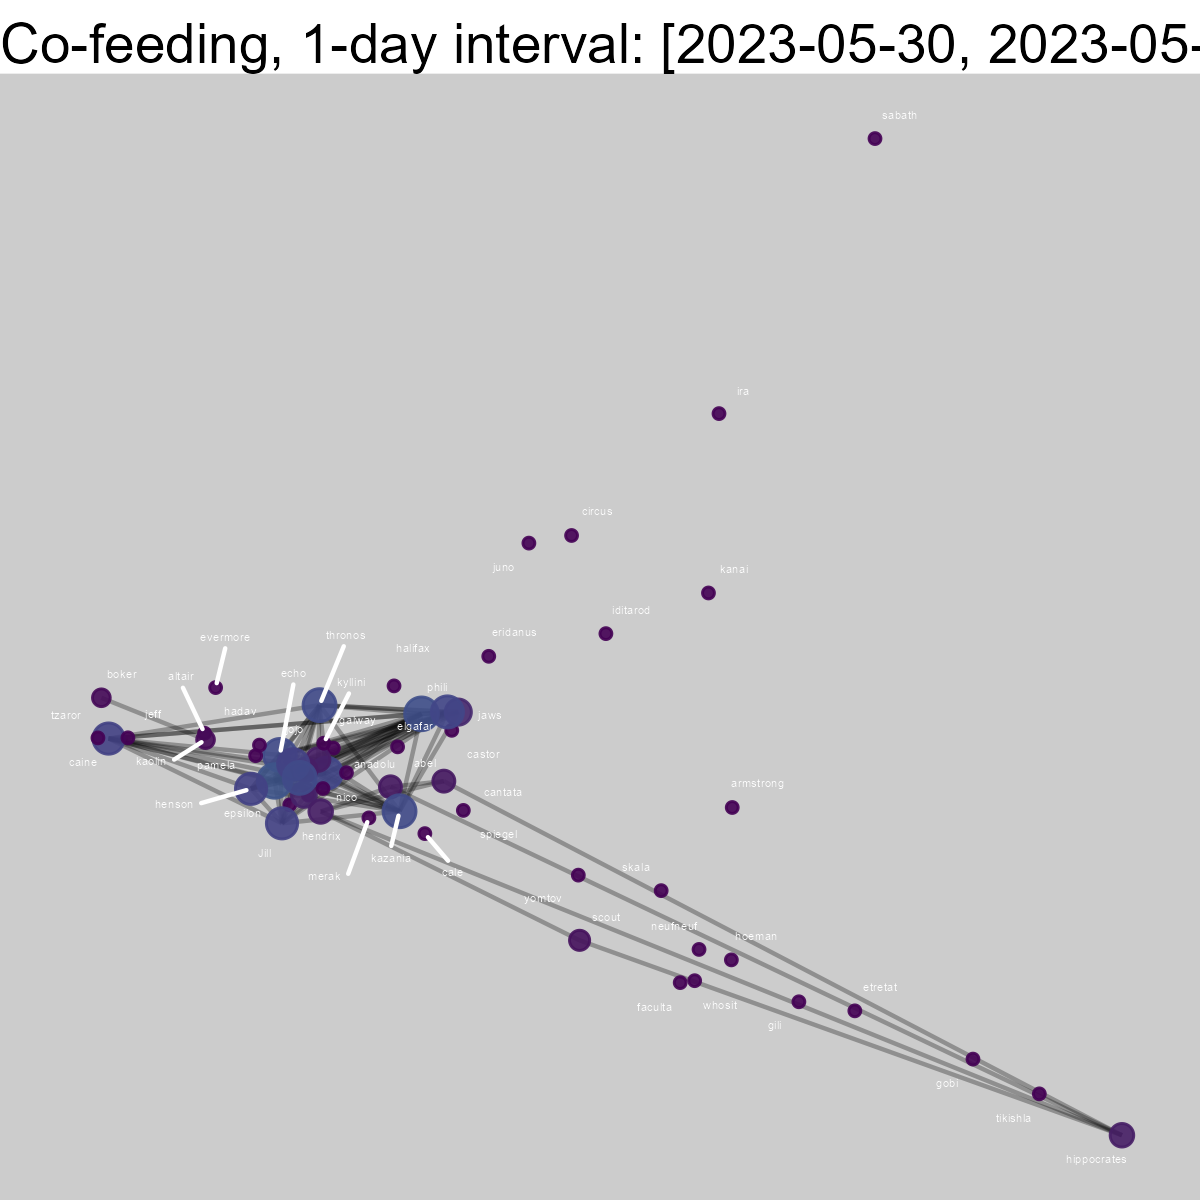 Co-feeding, 1-day interval: [2023-05-30, 2023-05-
sabath
ira
circus
juno
kanai
iditarod
eridanus
thronos
evermore
halifax
boker
altair
echo
kyllini
phili
tzaror
jeff
hadav
galway
elgafar
jaws
caine
kaolin
pamela
anadolu
abel
castor
armstrong
henson
epsilon
nico
cantata
hendrix
spiegel
Jill
kazania
cale
merak
skala
yomtov
scout
neufneuf
hoeman
etretat
faculta
whosit
gili
gobi
tikishla
hippocrates